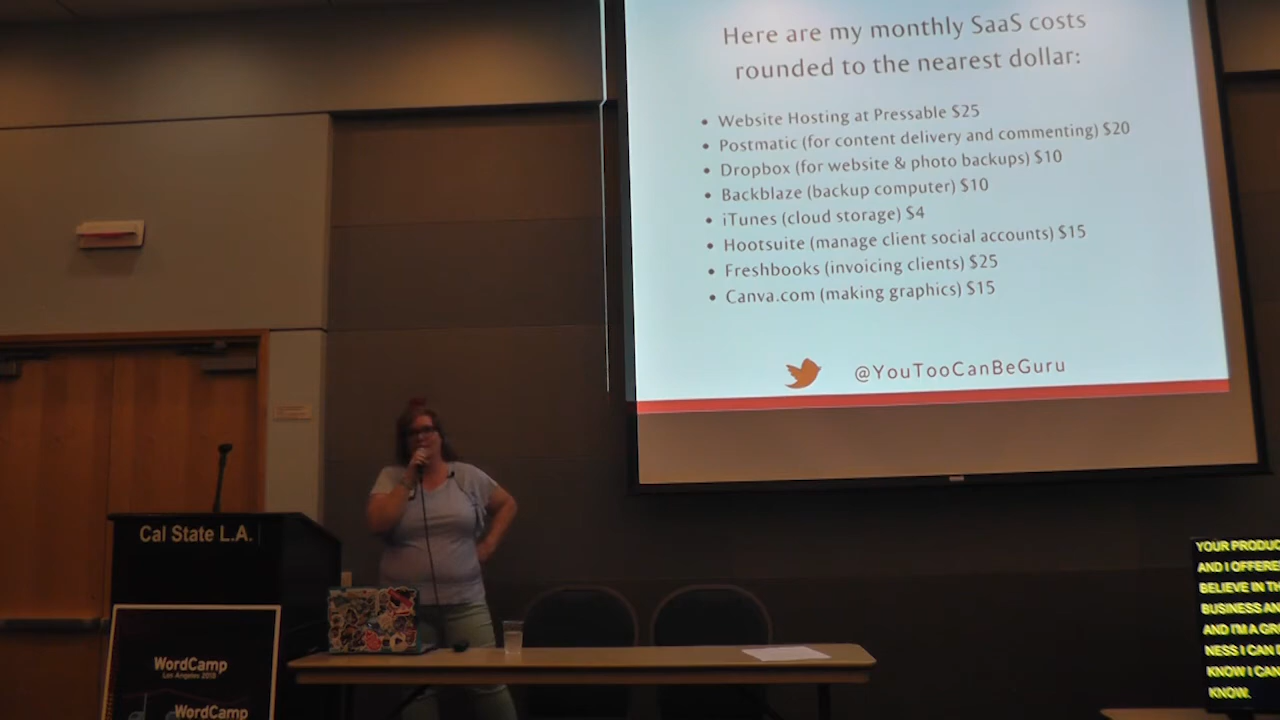 Here are my monthly SaaS costs
rounded to the nearest dollar:
• Website Hosting at Pressable $25
• Postmatic (for content delivery and commenting) $20
• Dropbox (for website & photo backups) $10
• Backblaze (backup computer) $10
• iTunes (cloud storage) $4
• Hootsuite (manage client social accounts) $15
• Freshbooks (invoicing clients) $25
• Canva.com (making graphics) $15
@YouTooCanBeGuru
Cal State L.A.
WordCamp
Los Angeles 2015
WordCamp
YOUR PRODUC
AND I OFFERE
BELIEVE IN TH
BUSINESS AN
AND I'M A GR
NESS I CAN D
KNOW I CAN
KNOW.